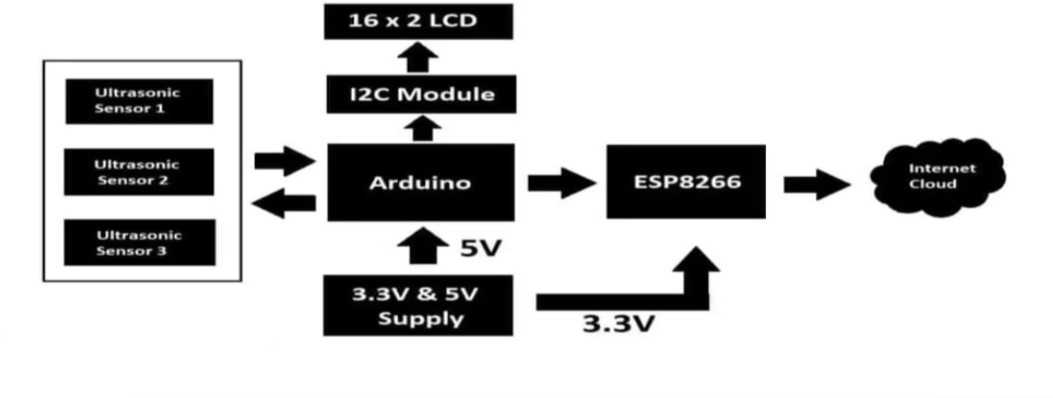 16 x 2 LCD
I2C Module
Ultrasonic
Sensor 1
Ultrasonic
Sensor 2
Ultrasonic
Sensor 3
Arduino
ESP8266
Internet
Cloud
5V
3.3V & 5V
Supply
3.3V